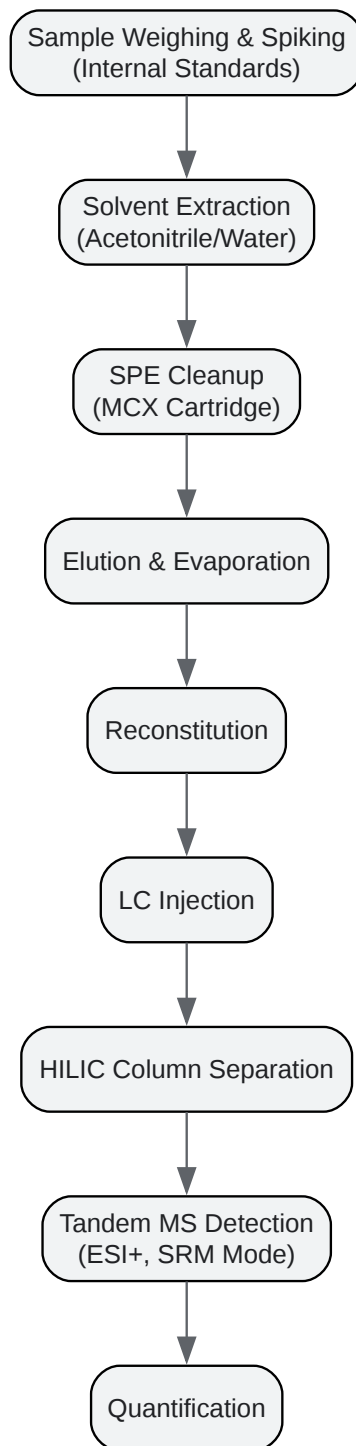 Sample Weighing & Spiking
(Internal Standards)
Solvent Extraction
(Acetonitrile/Water)
SPE Cleanup
(MCX Cartridge)
Elution & Evaporation
Reconstitution
LC Injection
HILIC Column Separation
Tandem MS Detection
(ESI+, SRM Mode)
Quantification